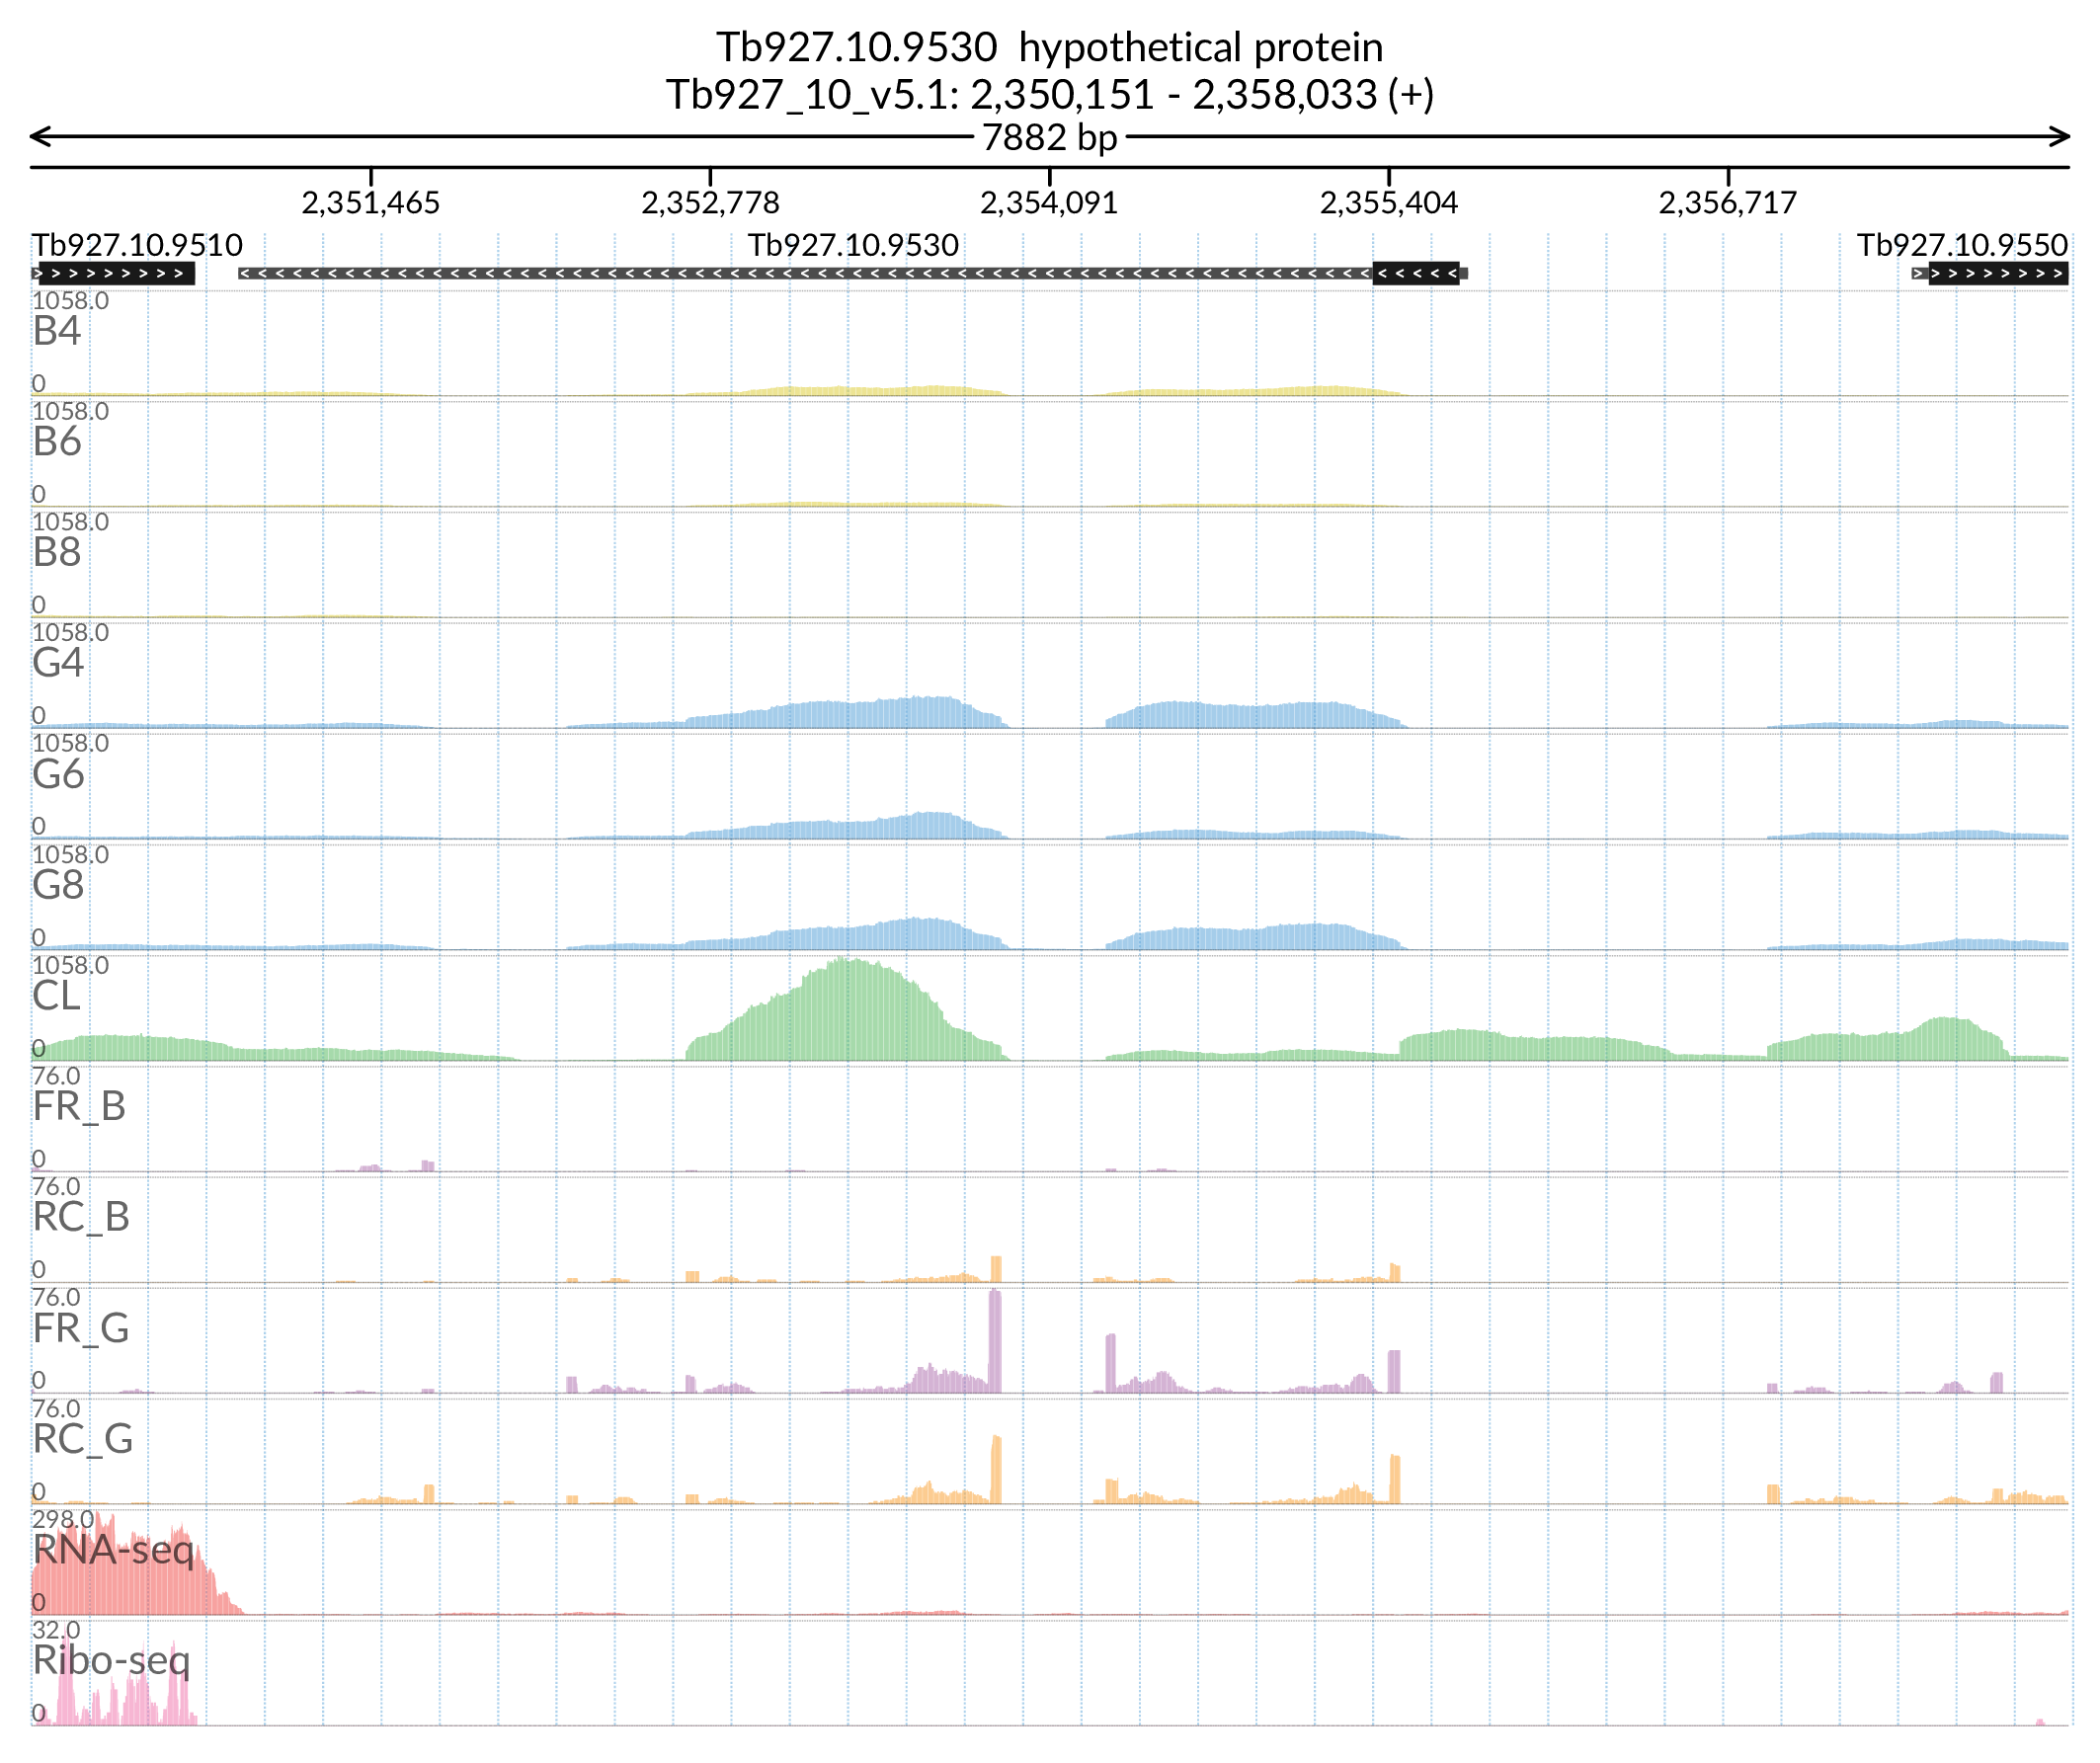 Tb927.10.9530 hypothetical protein
Tb927_10_v5.1: 2,350,151 - 2,358,033 (+)
7882 bp
2,351,465 2,352,778 2,354,091 2,355,404 2,356,717
Tb927.10.9510 Tb927.10.9530 Tb927.10.9550
1058.0
B4
0
1058.0
B6
0
1058.0
B8
0
1058.0
G4
0
1058.0
G6
0
1058.0
G8
0
1058.0
CL
0
76.0
FR_B
0
76.0
RC_B
0
76.0
FR_G
0
76.0
RC_G
0
298.0
RNA-seq
0
32.0
Ribo-seq
0